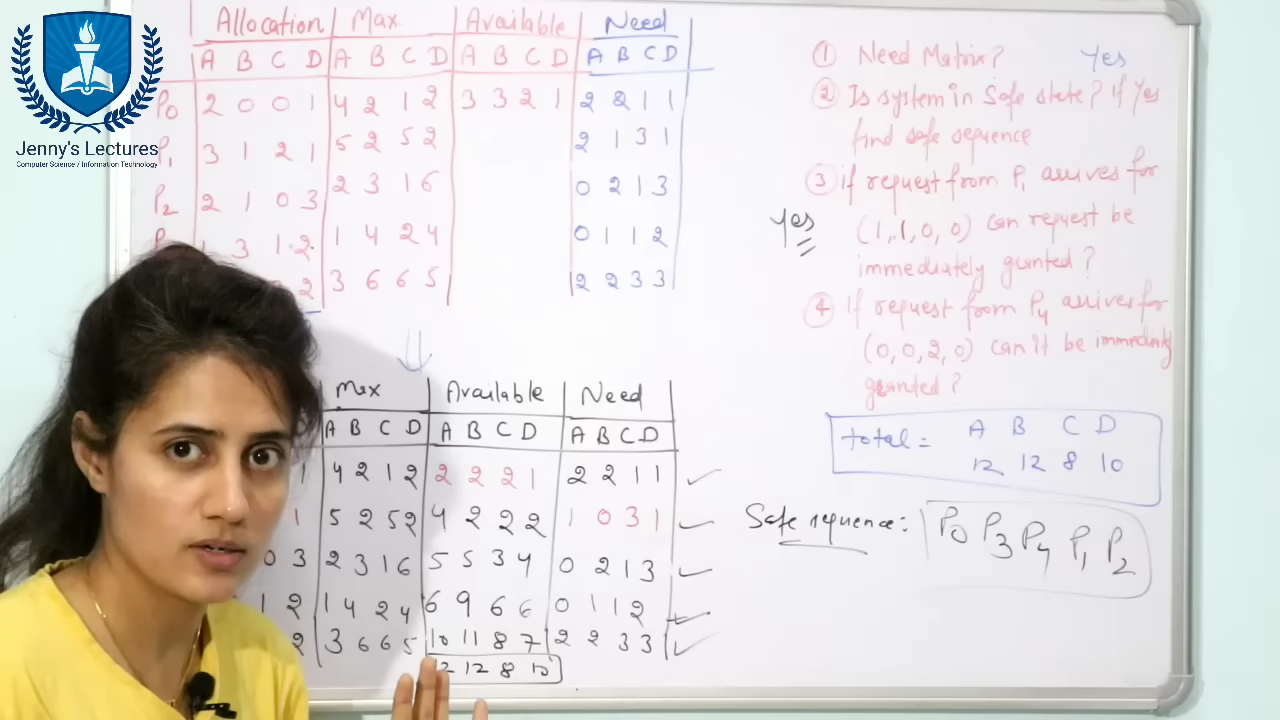 Jenny's Lectures
Computer Science / Information Technology
Allocation Max. Available Need
A B C D A B C D A B C D A B C D
P0 2 0 0 1 4 2 1 2 3 3 2 1 2 2 1 1
P1 3 1 2 1 5 2 5 2 2 1 3 1
P2 2 1 0 3 2 3 1 6 0 2 1 3
3 1 2 1 4 2 4 0 1 1 2
2 3 6 6 5 2 2 3 3
Max Available Need
A B C D A B C D A B C D
1 4 2 1 2 2 2 2 1 2 2 1 1
1 5 2 5 2 4 2 2 2 1 0 3 1
0 3 2 3 1 6 5 5 3 4 0 2 1 3
1 2 1 4 2 4 6 9 6 6 0 1 1 2
2 3 6 6 5 10 11 8 7 2 2 3 3
12 12 8 10
① Need Matrix? Yes
② Is system in Safe state? if Yes
find safe sequence
③ if request from P1 arrives for
Yes (1,1,0,0) can request be
immediately granted?
④ If request from P4 arrives for
(0,0,2,0) can it be immediately
granted?
total = A B C D
12 12 8 10
Safe sequence: P0 P3 P4 P1 P2